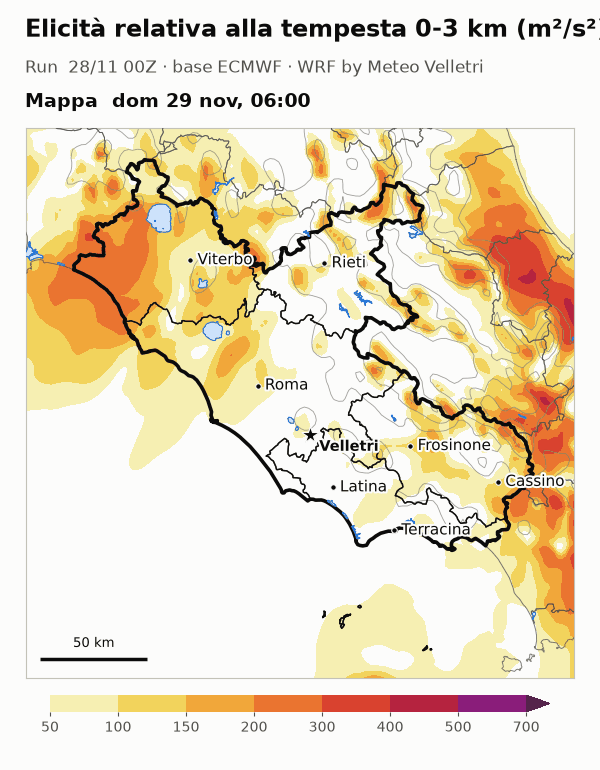 Elicità relativa alla tempesta 0-3 km (m²/s²)
Run 28/11 00Z · base ECMWF · WRF by Meteo Velletri
Mappa dom 29 nov, 06:00
Viterbo
Rieti
Roma
Velletri
Frosinone
Cassino
Latina
Terracina
50 km
50 100 150 200 300 400 500 700